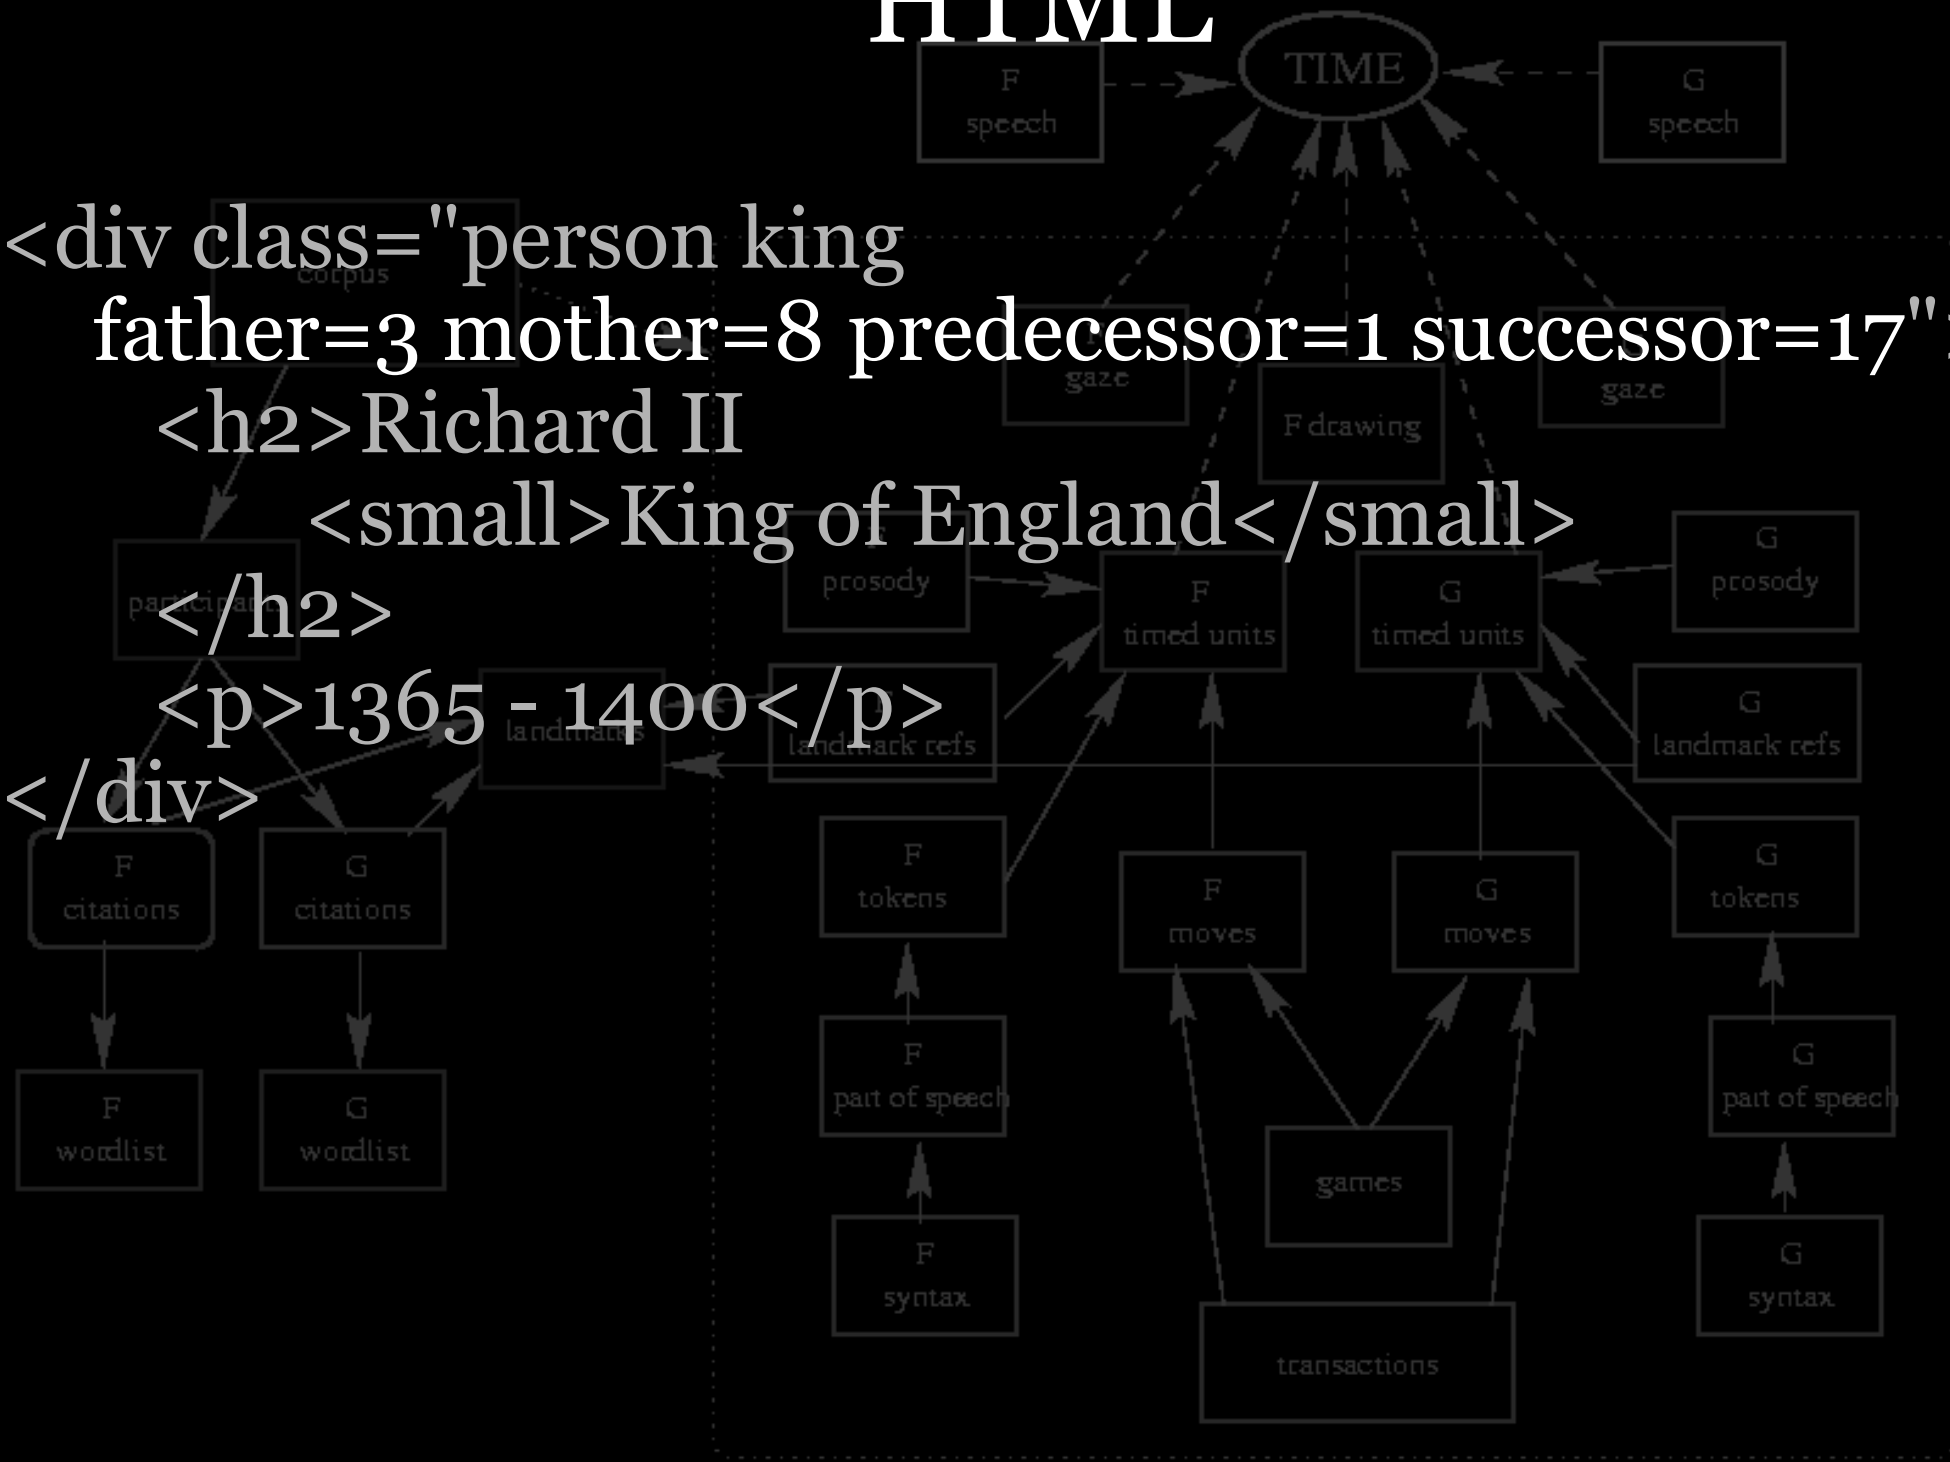 HTML
<div class="person king
father=3 mother=8 predecessor=1 successor=17"
<h2>Richard II
<small>King of England</small>
</h2>
<p>1365 - 1400</p>
</div>
TIME
F
speech
G
speech
corpus
gaze
F drawing
gaze
participants
F
prosody
F
timed units
G
timed units
G
prosody
landmarks
landmark refs
G
landmark refs
F
citations
G
citations
F
tokens
F
moves
G
moves
G
tokens
F
wordlist
G
wordlist
F
part of speech
G
part of speech
games
F
syntax
G
syntax
transactions